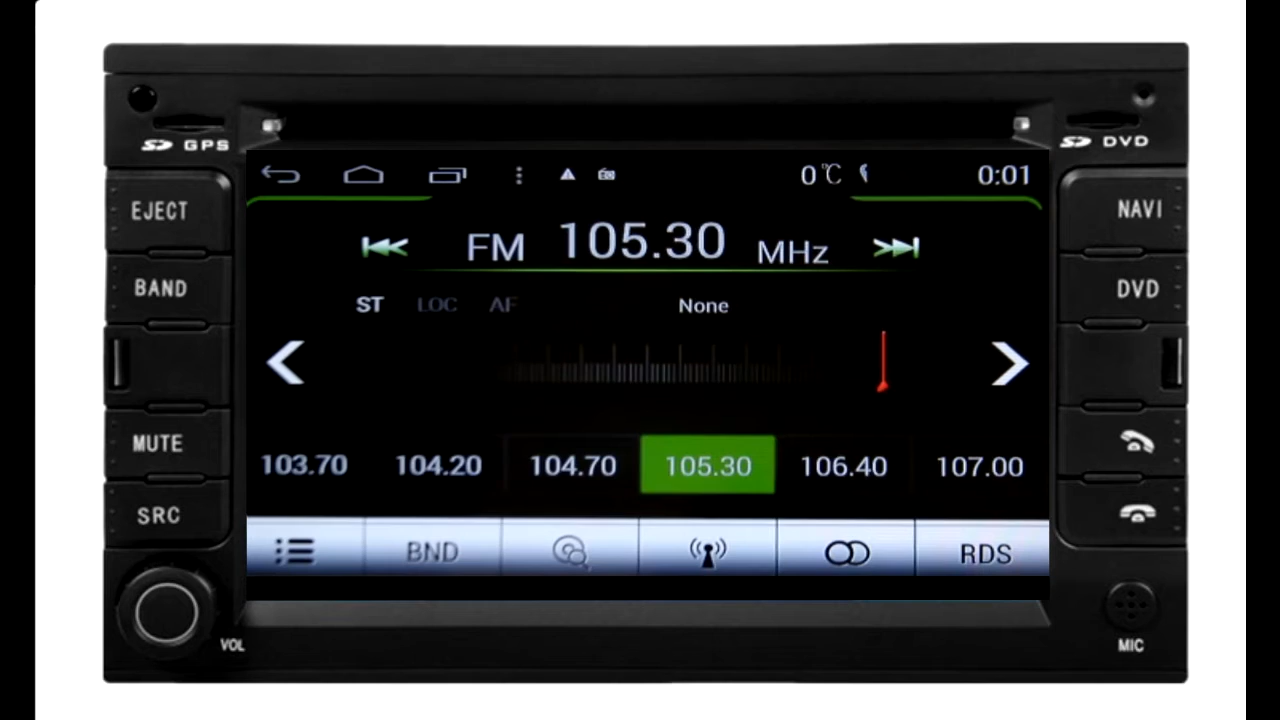 GPS
DVD
0°C
0:01
EJECT
NAVI
FM 105.30 MHz
BAND
DVD
ST LOC AF None
MUTE
103.70 104.20 104.70 105.30 106.40 107.00
SRC
BND
RDS
VOL
MIC